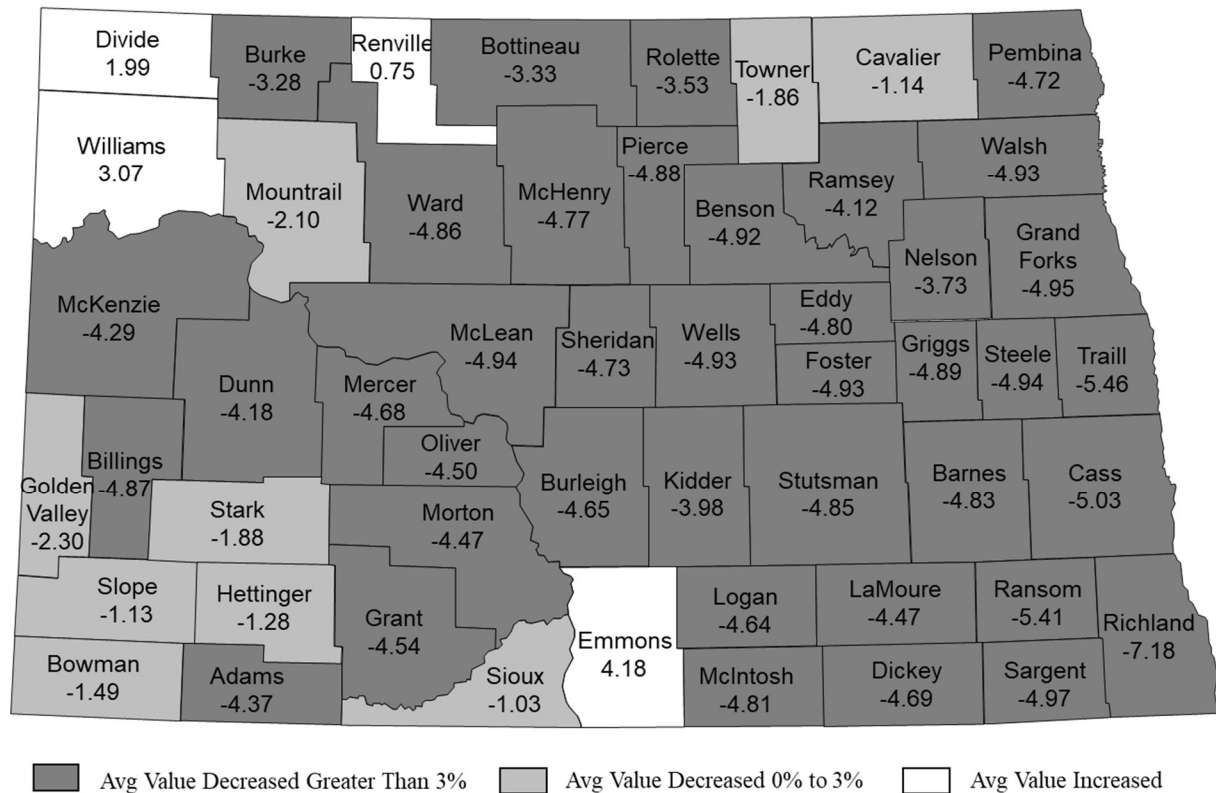 Divide
1.99
Burke
-3.28
Renville
0.75
Bottineau
-3.33
Rolette
-3.53
Towner
-1.86
Cavalier
-1.14
Pembina
-4.72
Williams
3.07
Mountrail
-2.10
Ward
-4.86
McHenry
-4.77
Pierce
-4.88
Benson
-4.92
Ramsey
-4.12
Walsh
-4.93
Nelson
-3.73
Grand
Forks
-4.95
McKenzie
-4.29
Dunn
-4.18
Mercer
-4.68
Oliver
-4.50
McLean
-4.94
Sheridan
-4.73
Wells
-4.93
Eddy
-4.80
Foster
-4.93
Griggs
-4.89
Steele
-4.94
Traill
-5.46
Golden
Valley
-2.30
Billings
-4.87
Stark
-1.88
Morton
-4.47
Burleigh
-4.65
Kidder
-3.98
Stutsman
-4.85
Barnes
-4.83
Cass
-5.03
Slope
-1.13
Hettinger
-1.28
Grant
-4.54
Bowman
-1.49
Adams
-4.37
Sioux
-1.03
Emmons
4.18
Logan
-4.64
LaMoure
-4.47
Ransom
-5.41
Richland
-7.18
McIntosh
-4.81
Dickey
-4.69
Sargent
-4.97
Avg Value Decreased Greater Than 3%
Avg Value Decreased 0% to 3%
Avg Value Increased